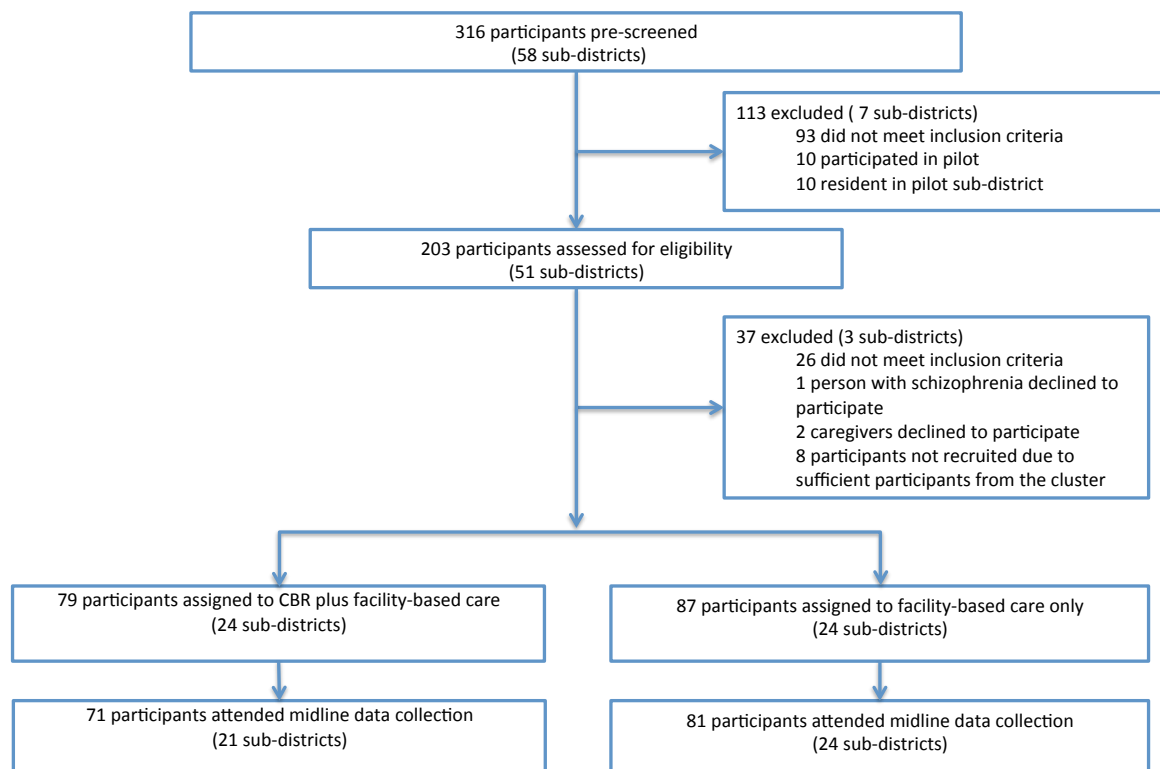 316 participants pre-screened
(58 sub-districts)
113 excluded ( 7 sub-districts)
93 did not meet inclusion criteria
10 participated in pilot
10 resident in pilot sub-district
203 participants assessed for eligibility
(51 sub-districts)
37 excluded (3 sub-districts)
26 did not meet inclusion criteria
1 person with schizophrenia declined to
participate
2 caregivers declined to participate
8 participants not recruited due to
sufficient participants from the cluster
79 participants assigned to CBR plus facility-based care
(24 sub-districts)
87 participants assigned to facility-based care only
(24 sub-districts)
71 participants attended midline data collection
(21 sub-districts)
81 participants attended midline data collection
(24 sub-districts)